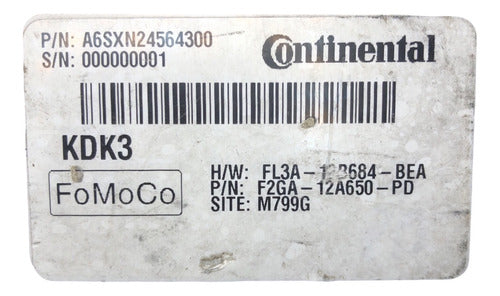 P/N: A6SXN24564300
S/N: 000000001
Continental
KDK3
FoMoCo
H/W: FL3A-12B684-BEA
P/N: F2GA-12A650-PD
SITE: M799G